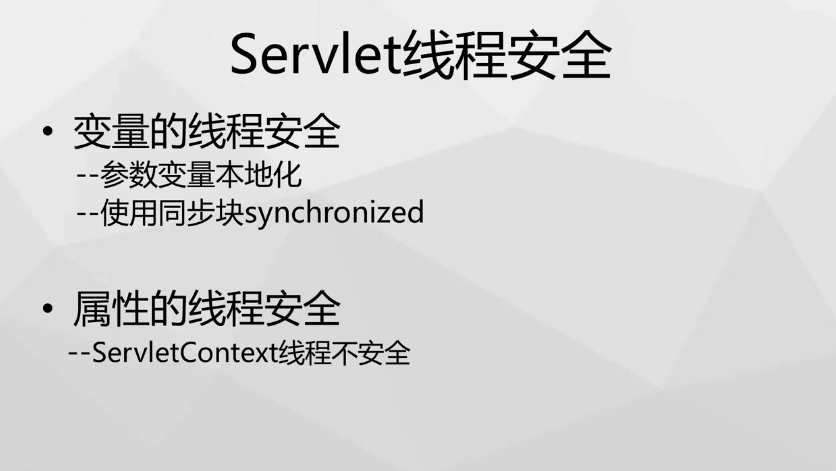 Servlet线程安全
• 变量的线程安全
--参数变量本地化
--使用同步块synchronized
• 属性的线程安全
--ServletContext线程不安全